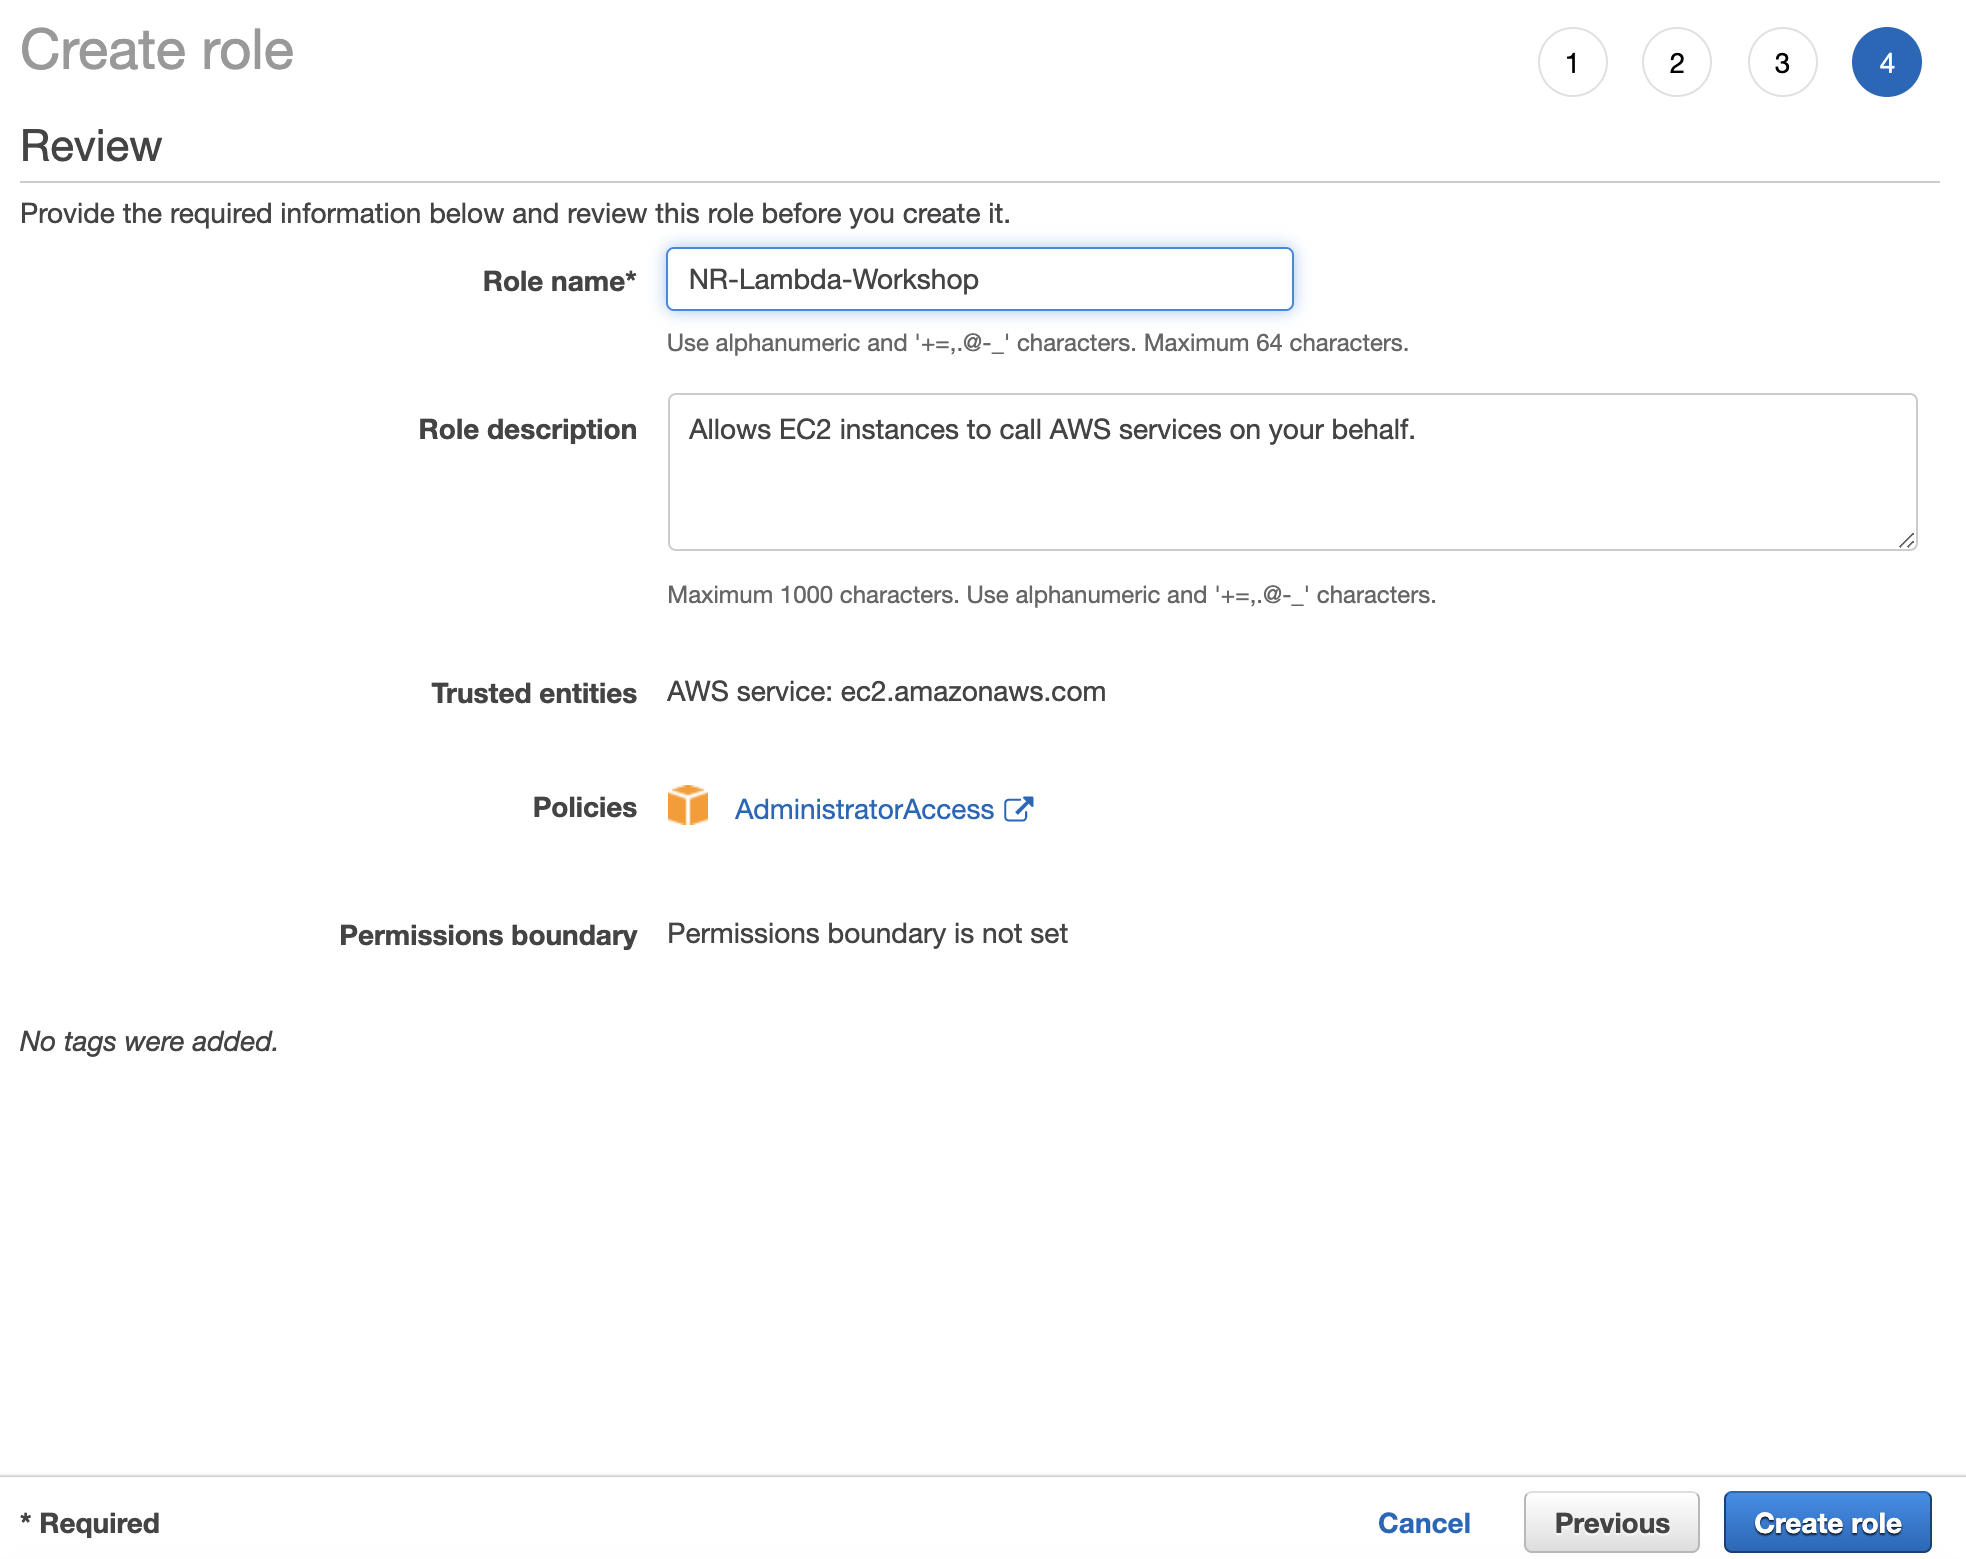 Create role
1 2 3 4
Review
Provide the required information below and review this role before you create it.
Role name* NR-Lambda-Workshop
Use alphanumeric and '+=,.@-_' characters. Maximum 64 characters.
Role description Allows EC2 instances to call AWS services on your behalf.
Maximum 1000 characters. Use alphanumeric and '+=,.@-_' characters.
Trusted entities AWS service: ec2.amazonaws.com
Policies AdministratorAccess
Permissions boundary Permissions boundary is not set
No tags were added.
* Required Cancel Previous Create role